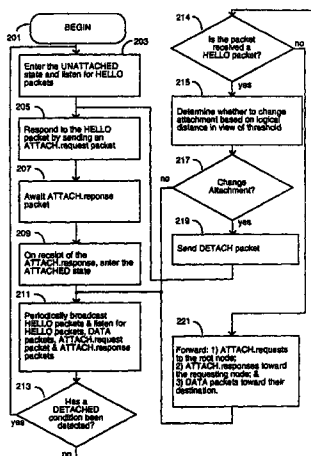 201
BEGIN
203
Enter the UNATTACHED
state and listen for HELLO
packets
205
Respond to the HELLO
packet by sending an
ATTACH.request packet
207
Await ATTACH.reponse
packet
209
On receipt of the
ATTACH.response, enter the
ATTACHED state
211
Periodically broadcast
HELLO packets & listen for
HELLO packets, DATA
packets, ATTACH.request
packet & ATTACH.response
packets
213
Has a
DETACHED
condition been
detected?
yes
no
214
Is the packet
received a
HELLO packet?
no
yes
215
Determine whether to change
attachment based on logical
distance in view of threshold
217
no
Change
Attachment?
yes
219
Send DETACH packet
221
Forward: 1) ATTACH.requests
to the root node;
2) ATTACH.responses toward
the requesting node; &
3) DATA packets toward their
destination.